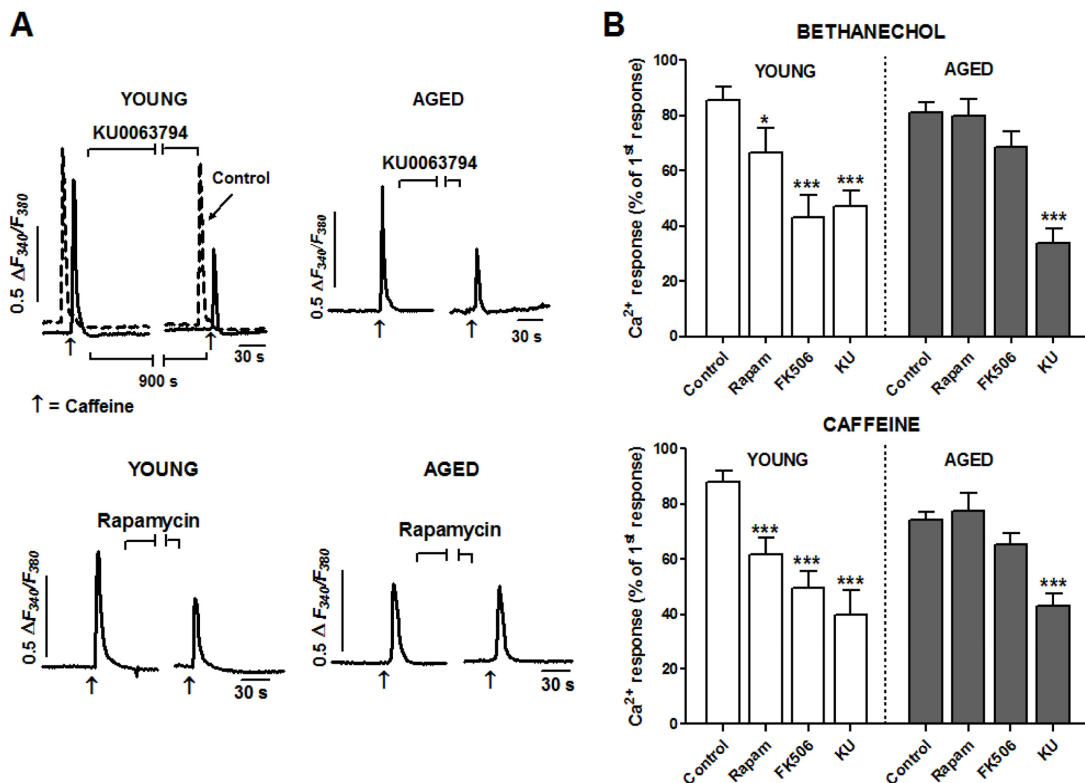 A
YOUNG
KU0063794
Control
0.5 ΔF340/F380
30 s
900 s
↑ = Caffeine
AGED
KU0063794
0.5 ΔF340/F380
30 s
YOUNG
Rapamycin
0.5 ΔF340/F380
30 s
AGED
Rapamycin
0.5 ΔF340/F380
30 s
B
BETHANECHOL
YOUNG
AGED
Ca2+ response (% of 1st response)
100
80
60
40
20
0
*
***
***
***
Control
Rapam
FK506
KU
Control
Rapam
FK506
KU
CAFFEINE
YOUNG
AGED
Ca2+ response (% of 1st response)
100
80
60
40
20
0
***
***
***
***
Control
Rapam
FK506
KU
Control
Rapam
FK506
KU